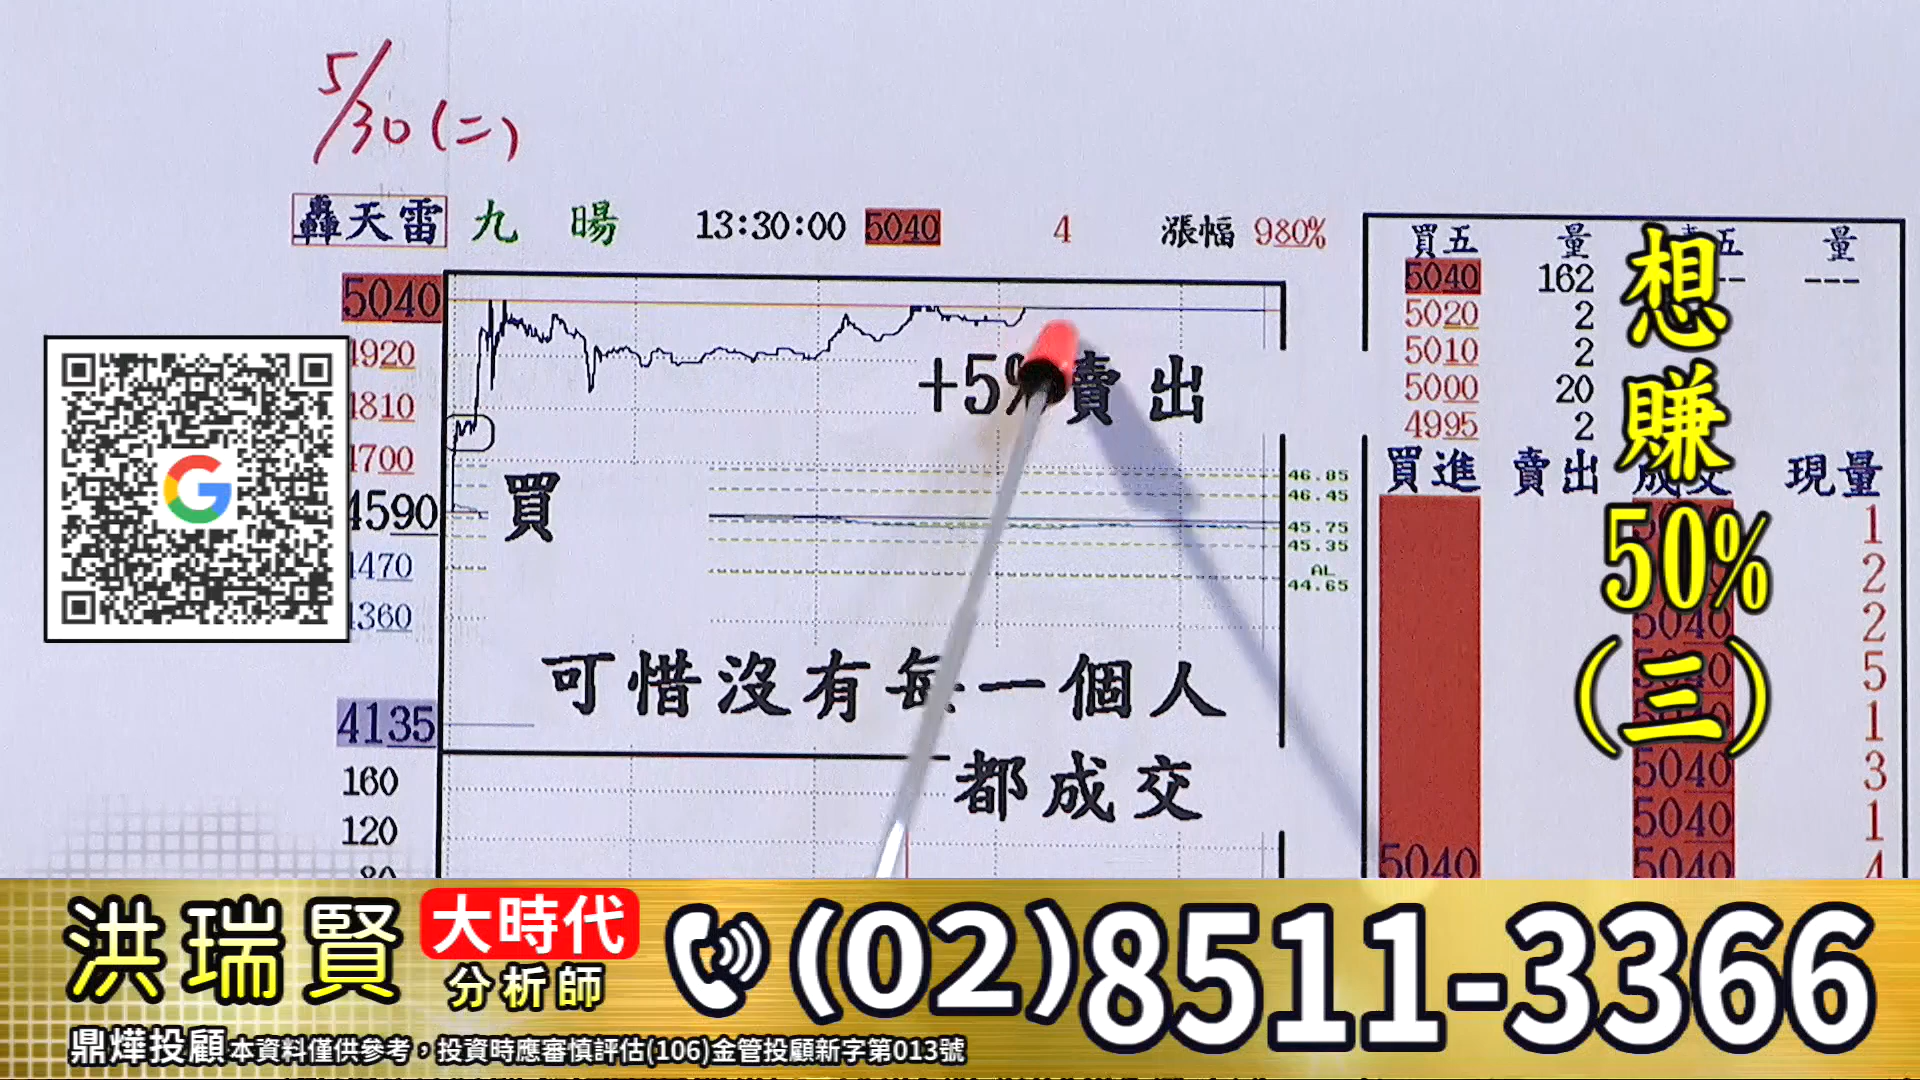 5/30(二)
轟天雷 九暘 13:30:00 5040 4 漲幅 980%
5040
4920
4810
4700
4590
4470
4360
4135
160
120
+5% 賣出
買
46.85
46.45
45.75
45.35
AL
44.65
可惜沒有每一個人
都成交
買五 量 賣五 量
5040 162 --- ---
5020 2
5010 2
5000 20
4995 2
買進 賣出 成交 現量
1
2
5040 2
5
1
5040 3
5040 1
5040 5040 4
想賺50%(三)
洪瑞賢 大時代 分析師 (02)8511-3366
鼎燁投顧 本資料僅供參考,投資時應審慎評估(106)金管投顧新字第013號